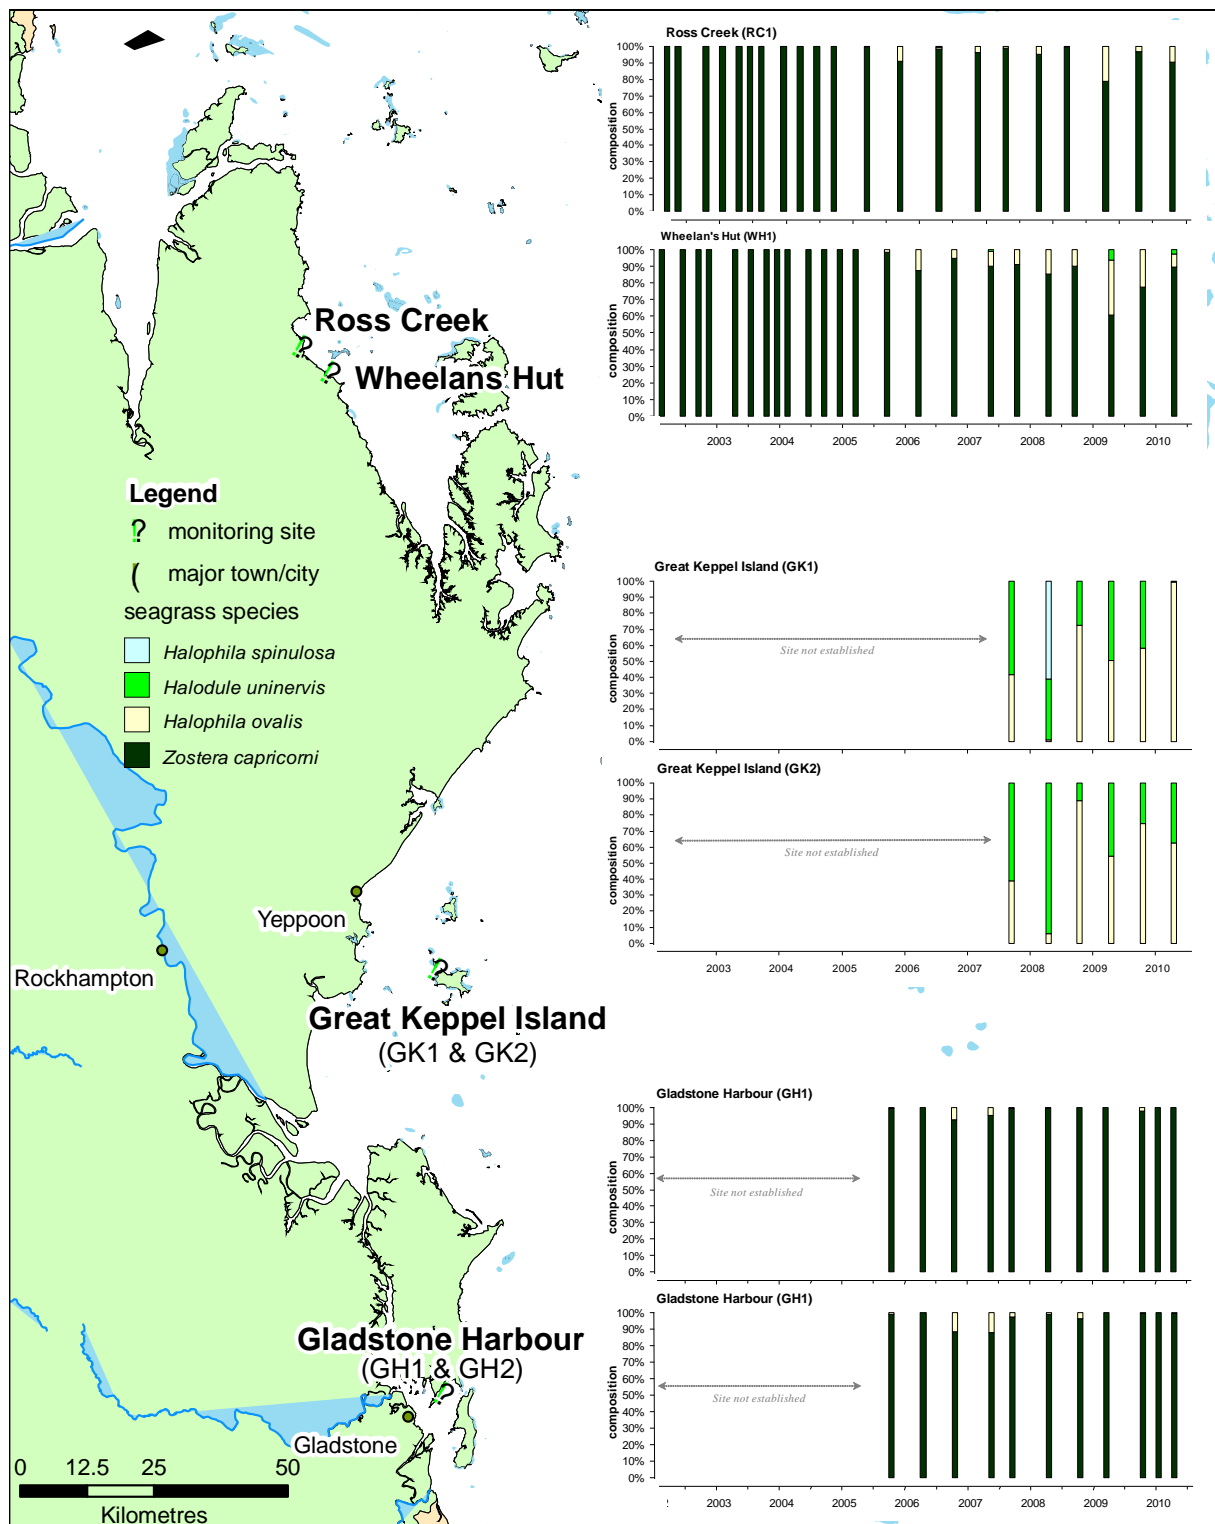 Ross Creek
Wheelans Hut
Legend
? monitoring site
( major town/city
seagrass species
Halophila spinulosa
Halodule uninervis
Halophila ovalis
Zostera capricorni
Yeppoon
Rockhampton
Great Keppel Island
(GK1 & GK2)
Gladstone Harbour
(GH1 & GH2)
Gladstone
0 12.5 25 50
Kilometres
Ross Creek (RC1)
composition
100%
90%
80%
70%
60%
50%
40%
30%
20%
10%
0%
Wheelan's Hut (WH1)
composition
100%
90%
80%
70%
60%
50%
40%
30%
20%
10%
0%
2003 2004 2005 2006 2007 2008 2009 2010
Great Keppel Island (GK1)
composition
100%
90%
80%
70%
60%
50%
40%
30%
20%
10%
0%
Site not established
Great Keppel Island (GK2)
composition
100%
90%
80%
70%
60%
50%
40%
30%
20%
10%
0%
Site not established
2003 2004 2005 2006 2007 2008 2009 2010
Gladstone Harbour (GH1)
composition
100%
90%
80%
70%
60%
50%
40%
30%
20%
10%
0%
Site not established
Gladstone Harbour (GH1)
composition
100%
90%
80%
70%
60%
50%
40%
30%
20%
10%
0%
Site not established
2003 2004 2005 2006 2007 2008 2009 2010